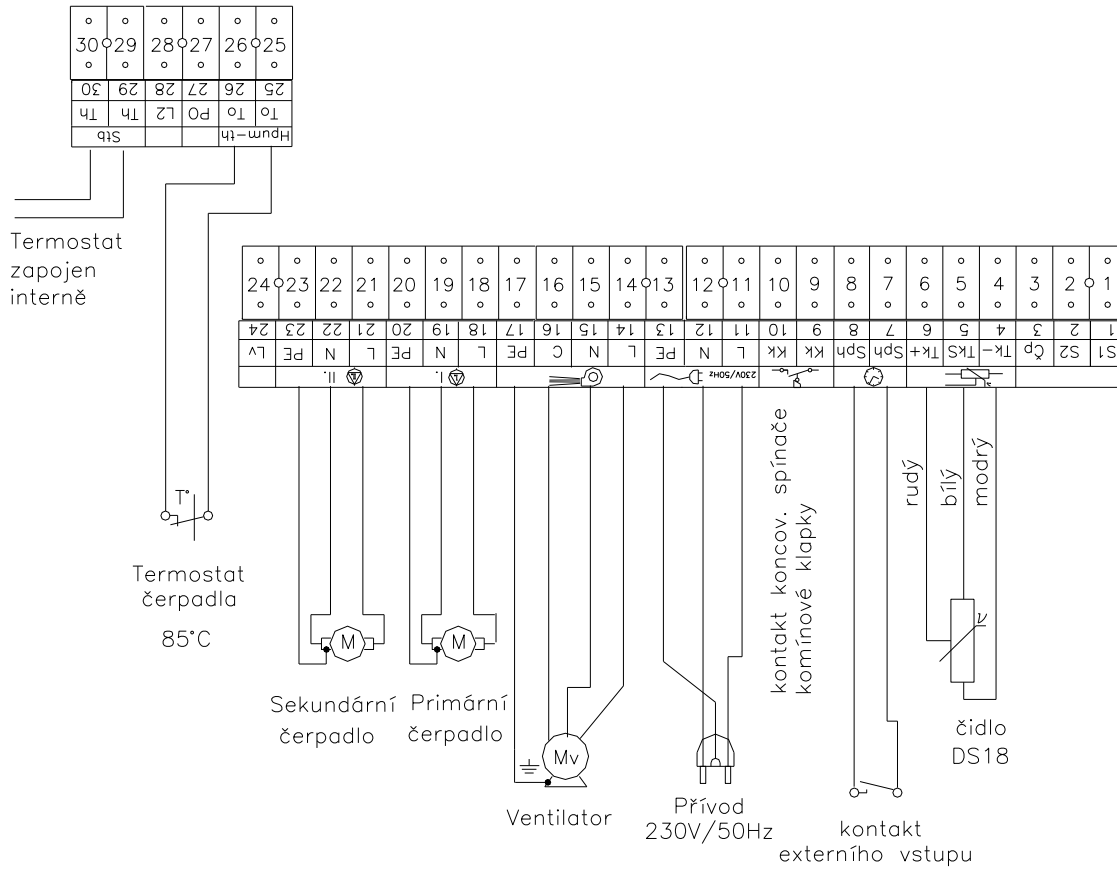 30 29 28 27 26 25
30 29 28 27 26 25
Th Th L2 PO To To
Stb Hpum-th
Termostat
zapojen
interně
24 23 22 21 20 19 18 17 16 15 14 13 12 11 10 9 8 7 6 5 4 3 2 1
24 23 22 21 20 19 18 17 16 15 14 13 12 11 10 9 8 7 6 5 4 3 2 1
Lv PE N L PE N L PE C N L PE N L Kk Kk Sph Sph Tk+ TkS Tk- Čp S2 S1
II. I. 230V/50Hz
kontakt koncov. spínače
komínové klapky
rudý
bílý
modrý
T°
Termostat
čerpadla
85°C
M
M
ν
Sekundární
čerpadlo
Primární
čerpadlo
Mv
Ventilator
Přívod
230V/50Hz
čidlo
DS18
kontakt
externího vstupu